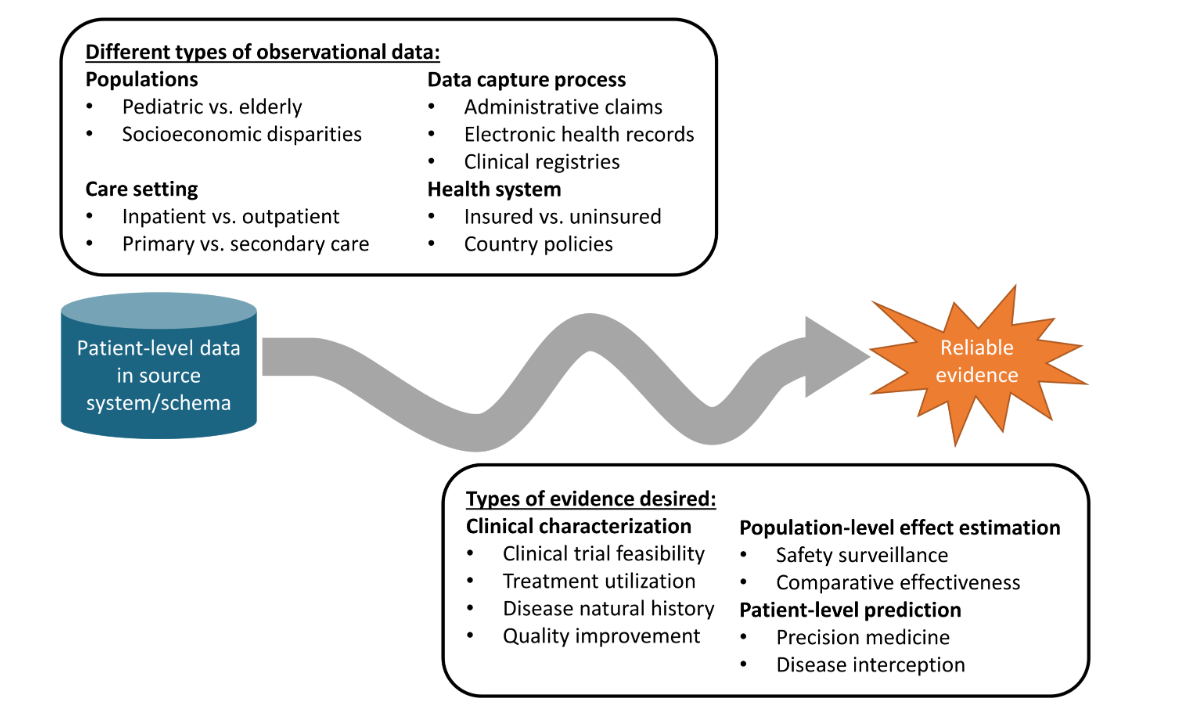 Different types of observational data:
Populations
• Pediatric vs. elderly
• Socioeconomic disparities
Care setting
• Inpatient vs. outpatient
• Primary vs. secondary care
Data capture process
• Administrative claims
• Electronic health records
• Clinical registries
Health system
• Insured vs. uninsured
• Country policies
Patient-level data
in source
system/schema
Reliable
evidence
Types of evidence desired:
Clinical characterization
• Clinical trial feasibility
• Treatment utilization
• Disease natural history
• Quality improvement
Population-level effect estimation
• Safety surveillance
• Comparative effectiveness
Patient-level prediction
• Precision medicine
• Disease interception